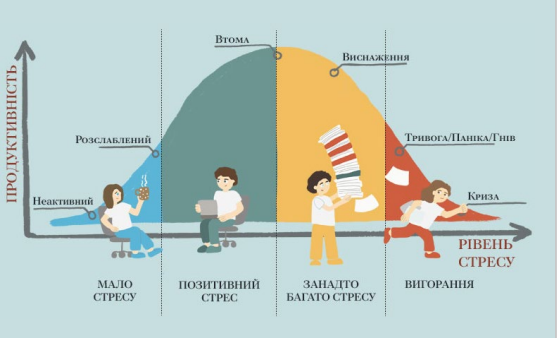 ПРОДУКТИВНІСТЬ
Втома
Виснаження
Розслаблений
Тривога/Паніка/Гнів
Неактивний
Криза
РІВЕНЬ
СТРЕСУ
МАЛО
СТРЕСУ
ПОЗИТИВНИЙ
СТРЕС
ЗАНАДТО
БАГАТО СТРЕСУ
ВИГОРАННЯ